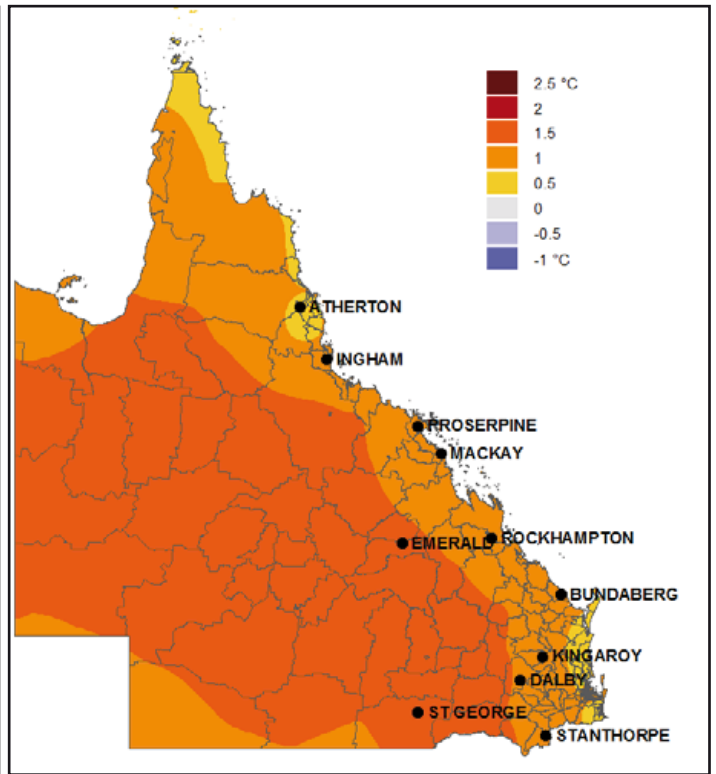 2.5 °C
2
1.5
1
0.5
0
-0.5
-1 °C
ATHERTON
INGHAM
PROSERPINE
MACKAY
ROCKHAMPTON
EMERALD
BUNDABERG
KINGAROY
DALBY
ST GEORGE
STANTHORPE